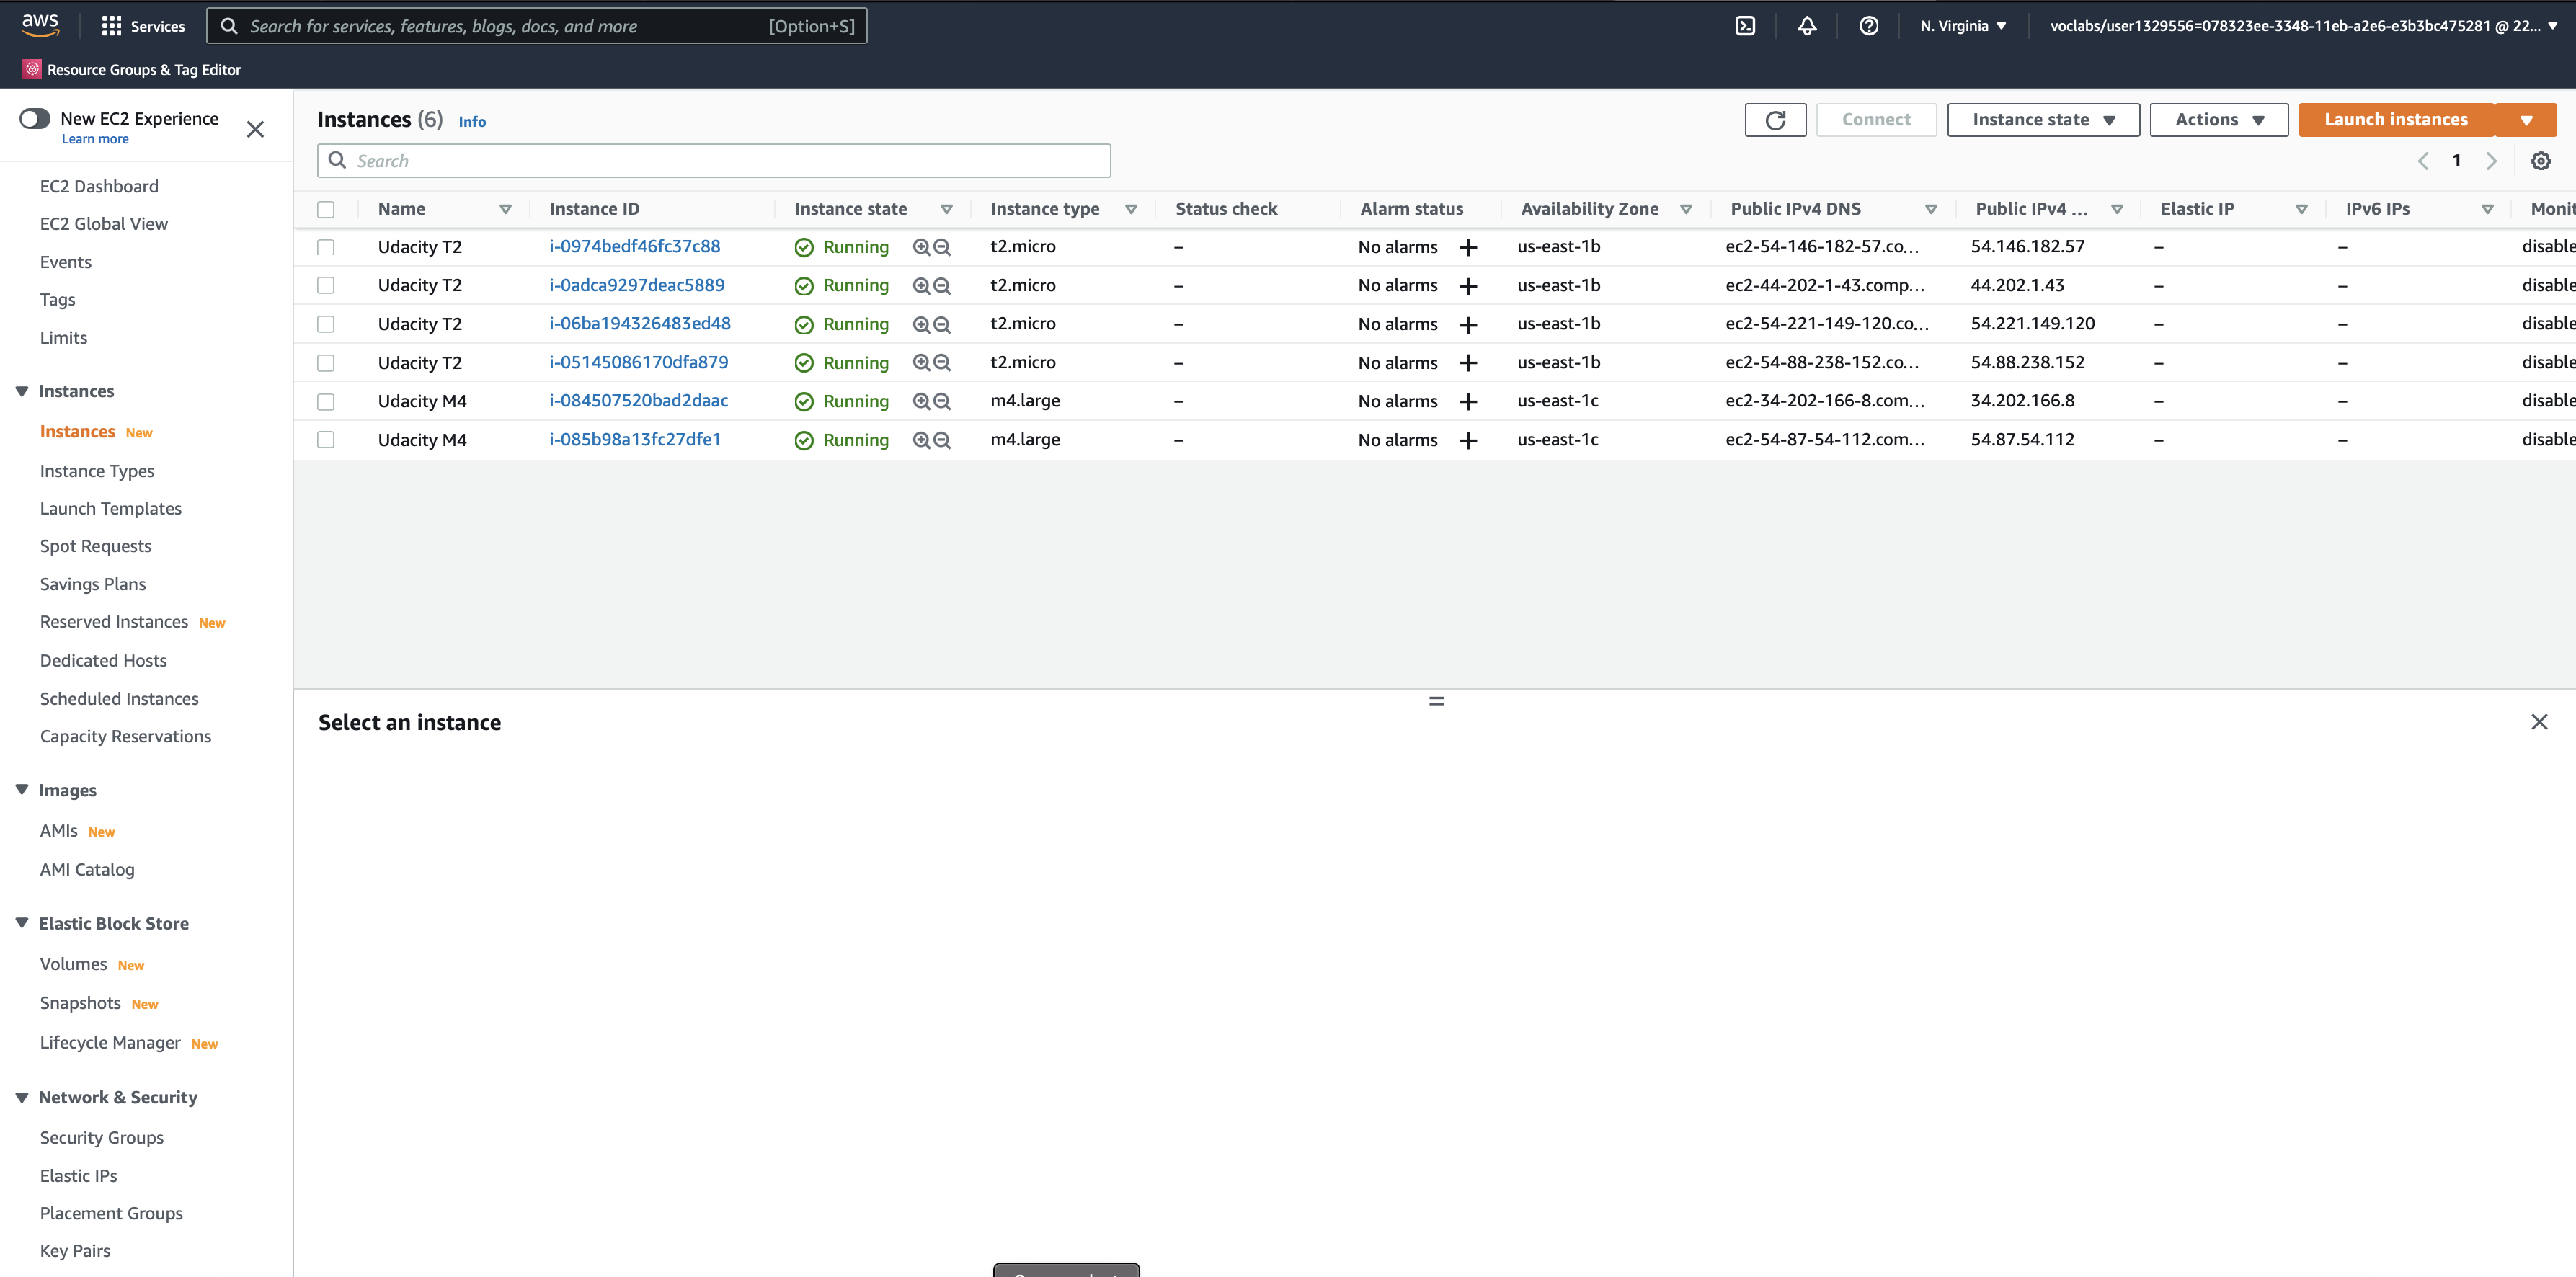 aws
Services
Search for services, features, blogs, docs, and more [Option+S]
N. Virginia
voclabs/user1329556=078323ee-3348-11eb-a2e6-e3b3bc475281 @ 22...
Resource Groups & Tag Editor
New EC2 Experience
Learn more
EC2 Dashboard
EC2 Global View
Events
Tags
Limits
Instances
Instances New
Instance Types
Launch Templates
Spot Requests
Savings Plans
Reserved Instances New
Dedicated Hosts
Scheduled Instances
Capacity Reservations
Images
AMIs New
AMI Catalog
Elastic Block Store
Volumes New
Snapshots New
Lifecycle Manager New
Network & Security
Security Groups
Elastic IPs
Placement Groups
Key Pairs
Instances (6) Info
Connect
Instance state
Actions
Launch instances
Search
1
Name Instance ID Instance state Instance type Status check Alarm status Availability Zone Public IPv4 DNS Public IPv4 ... Elastic IP IPv6 IPs Monit
Udacity T2 i-0974bedf46fc37c88 Running t2.micro – No alarms + us-east-1b ec2-54-146-182-57.co... 54.146.182.57 – – disable
Udacity T2 i-0adca9297deac5889 Running t2.micro – No alarms + us-east-1b ec2-44-202-1-43.comp... 44.202.1.43 – – disable
Udacity T2 i-06ba194326483ed48 Running t2.micro – No alarms + us-east-1b ec2-54-221-149-120.co... 54.221.149.120 – – disable
Udacity T2 i-05145086170dfa879 Running t2.micro – No alarms + us-east-1b ec2-54-88-238-152.co... 54.88.238.152 – – disable
Udacity M4 i-084507520bad2daac Running m4.large – No alarms + us-east-1c ec2-34-202-166-8.com... 34.202.166.8 – – disable
Udacity M4 i-085b98a13fc27dfe1 Running m4.large – No alarms + us-east-1c ec2-54-87-54-112.com... 54.87.54.112 – – disable
Select an instance